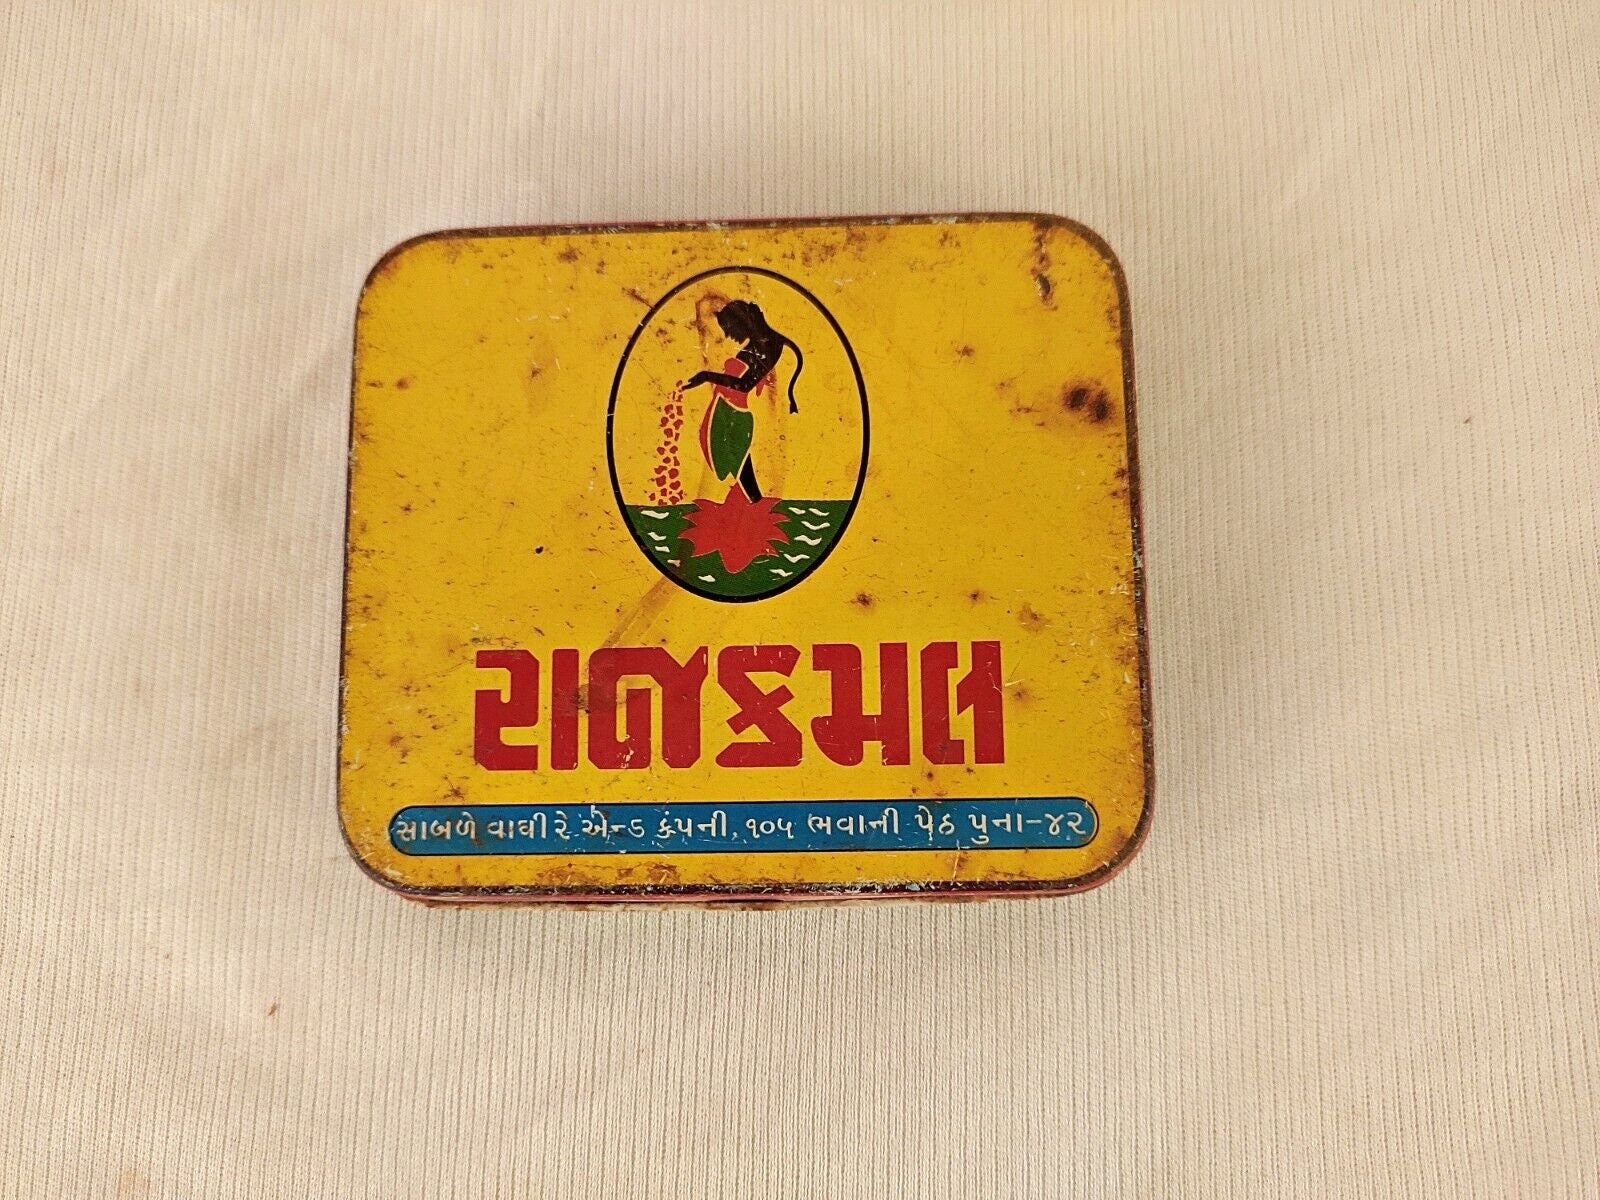 રાજકમલ
સાબળે વાઘીરે એન્ડ કંપની, ૧૦૫ ભવાની પેઠ પુના-૪૨